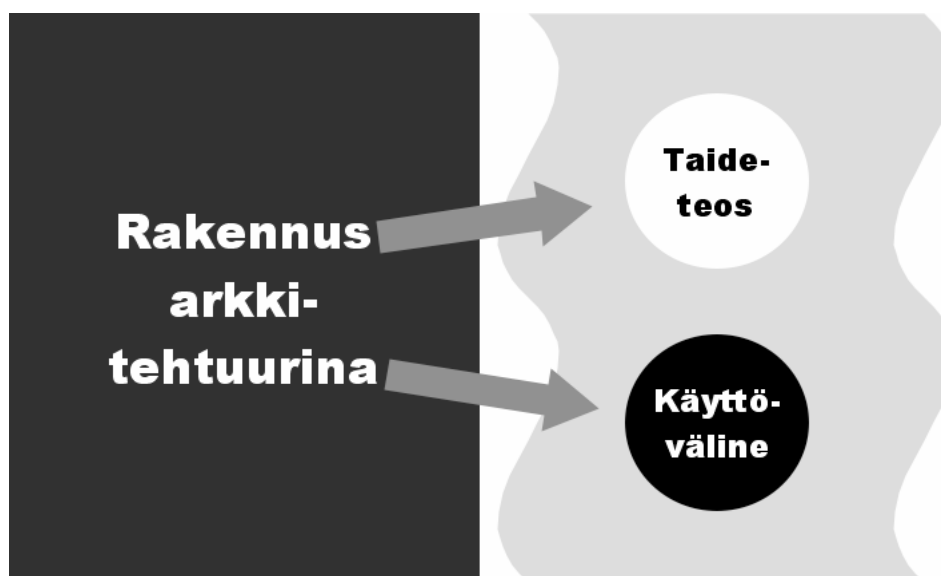 Rakennus
arkki-
tehtuurina
Taide-
teos
Käyttö-
väline